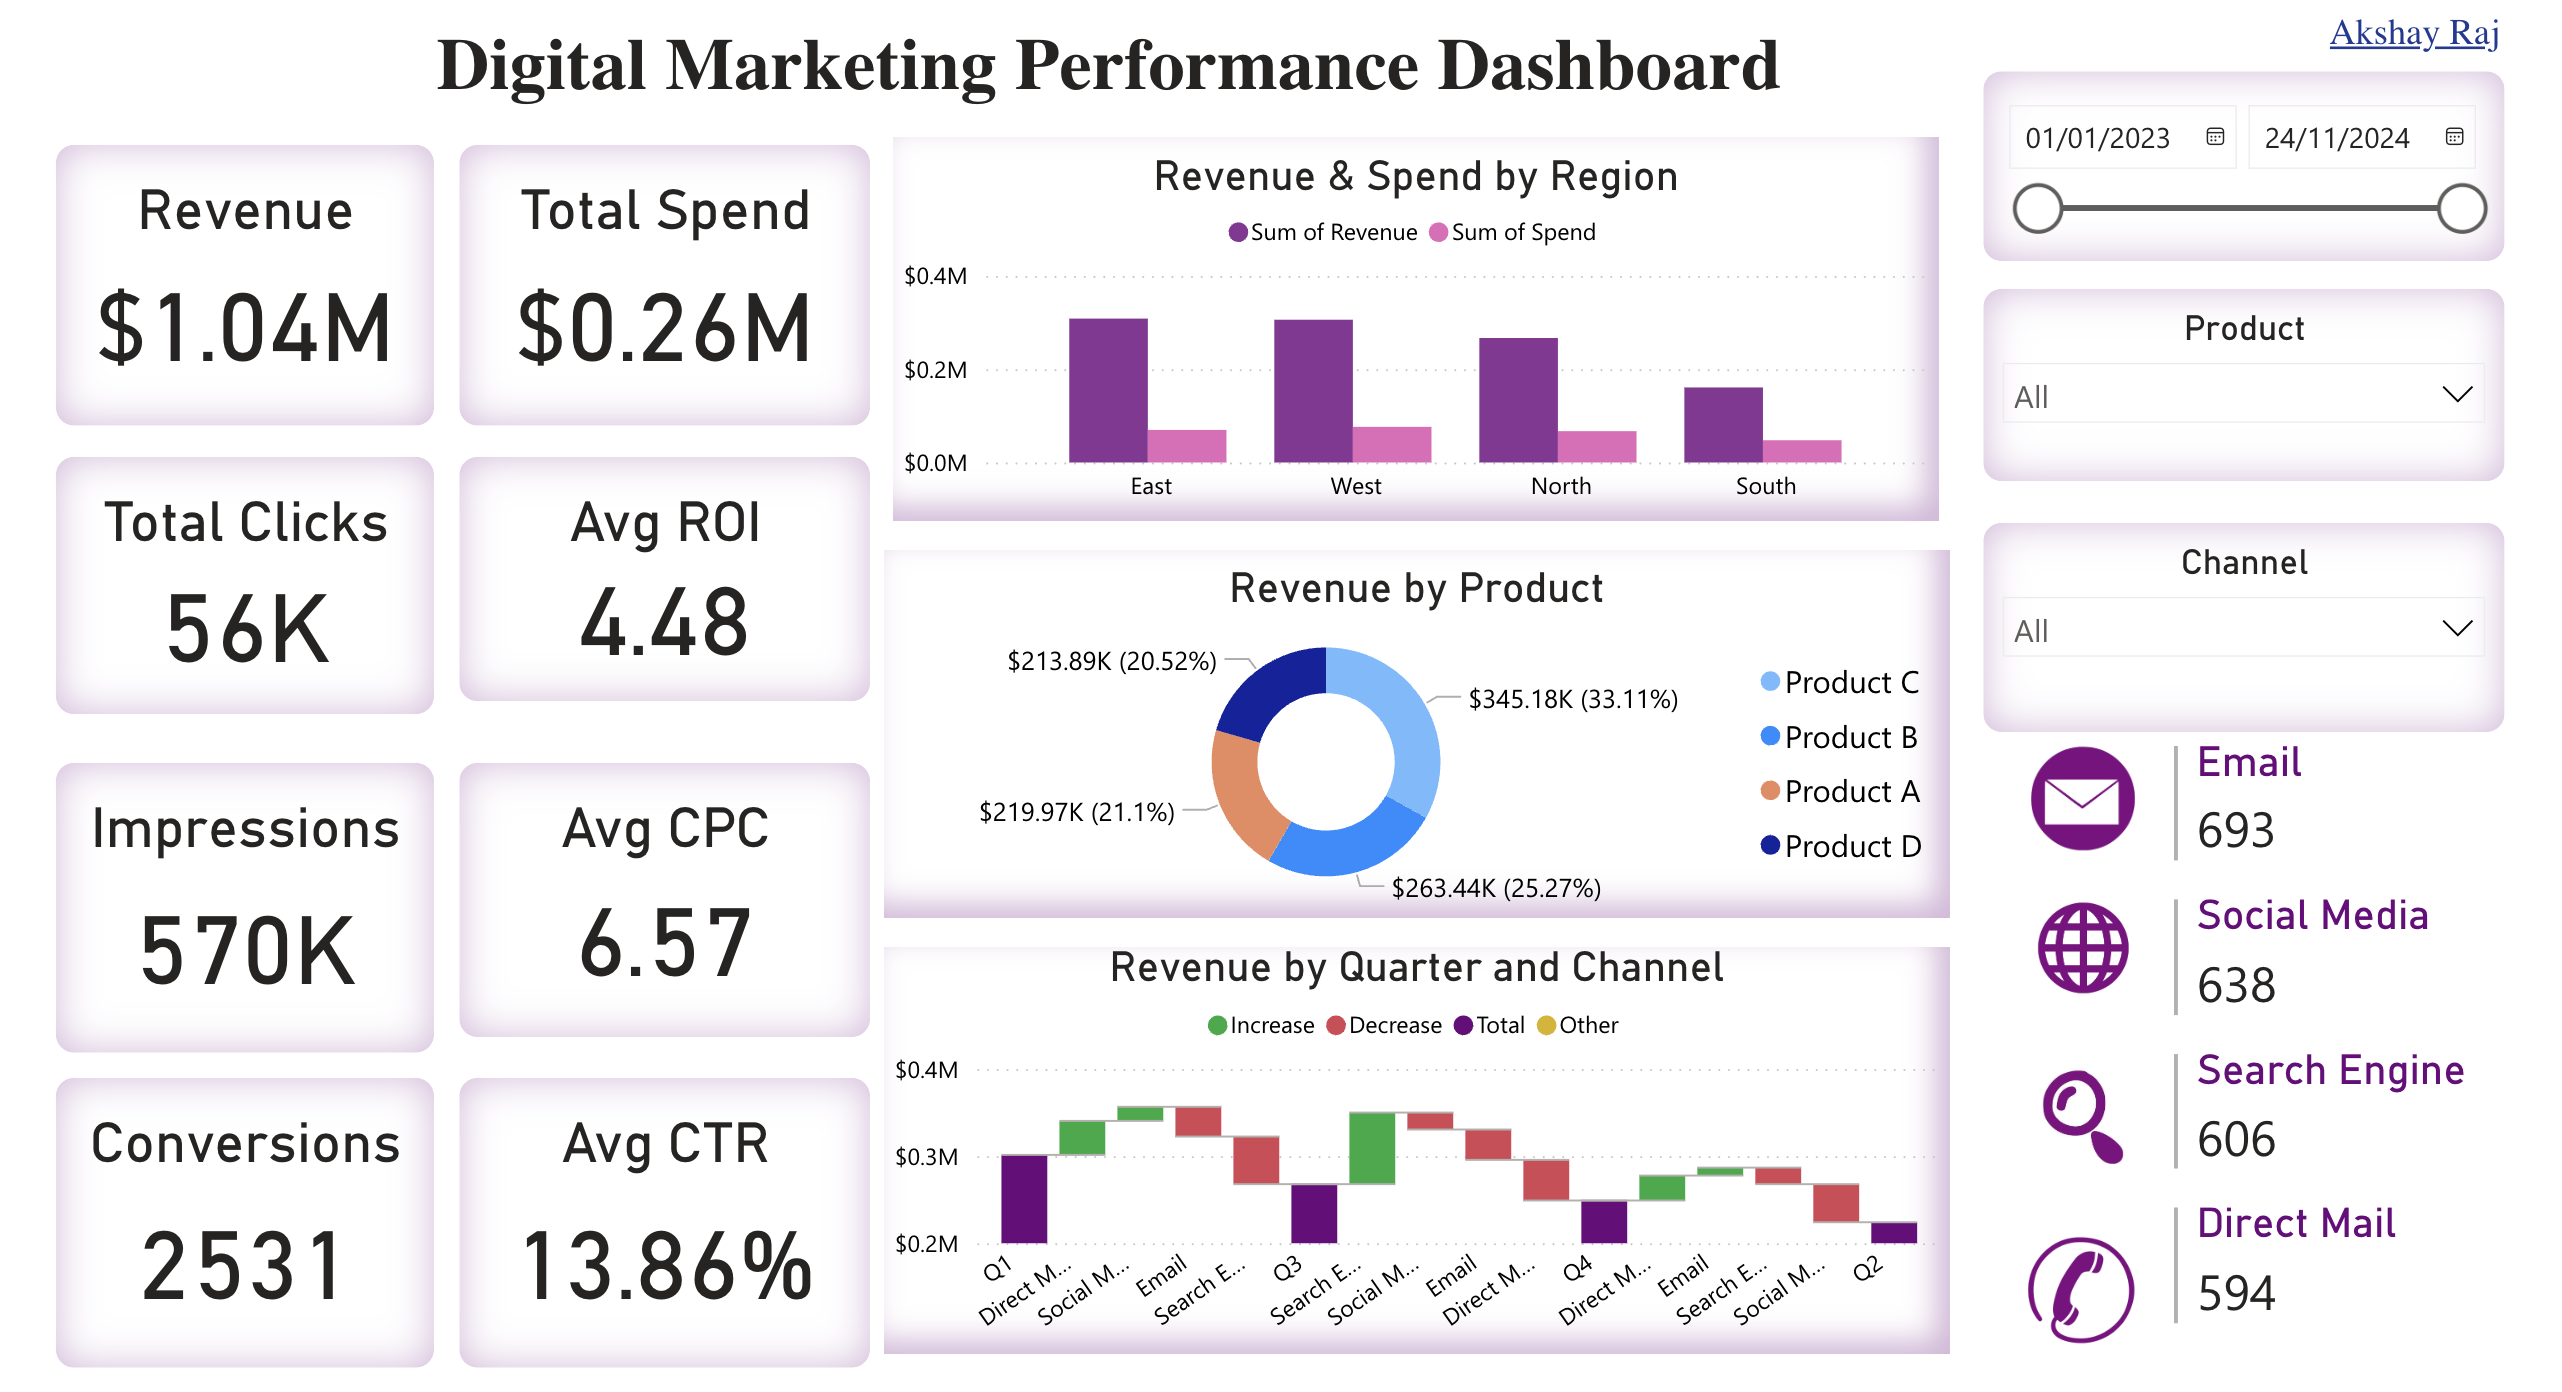 Digital Marketing Performance Dashboard
Akshay Raj
Revenue
$1.04M
Total Spend
$0.26M
Total Clicks
56K
Avg ROI
4.48
Impressions
570K
Avg CPC
6.57
Conversions
2531
Avg CTR
13.86%
Revenue & Spend by Region
Sum of Revenue Sum of Spend
$0.4M
$0.2M
$0.0M
East West North South
Revenue by Product
$213.89K (20.52%)
$345.18K (33.11%)
$219.97K (21.1%)
$263.44K (25.27%)
Product C
Product B
Product A
Product D
Revenue by Quarter and Channel
Increase Decrease Total Other
$0.4M
$0.3M
$0.2M
Q1
Direct M...
Social M...
Email
Search E...
Q3
Search E...
Social M...
Email
Direct M...
Q4
Direct M...
Email
Search E...
Social M...
Q2
01/01/2023 24/11/2024
Product
All
Channel
All
Email
693
Social Media
638
Search Engine
606
Direct Mail
594